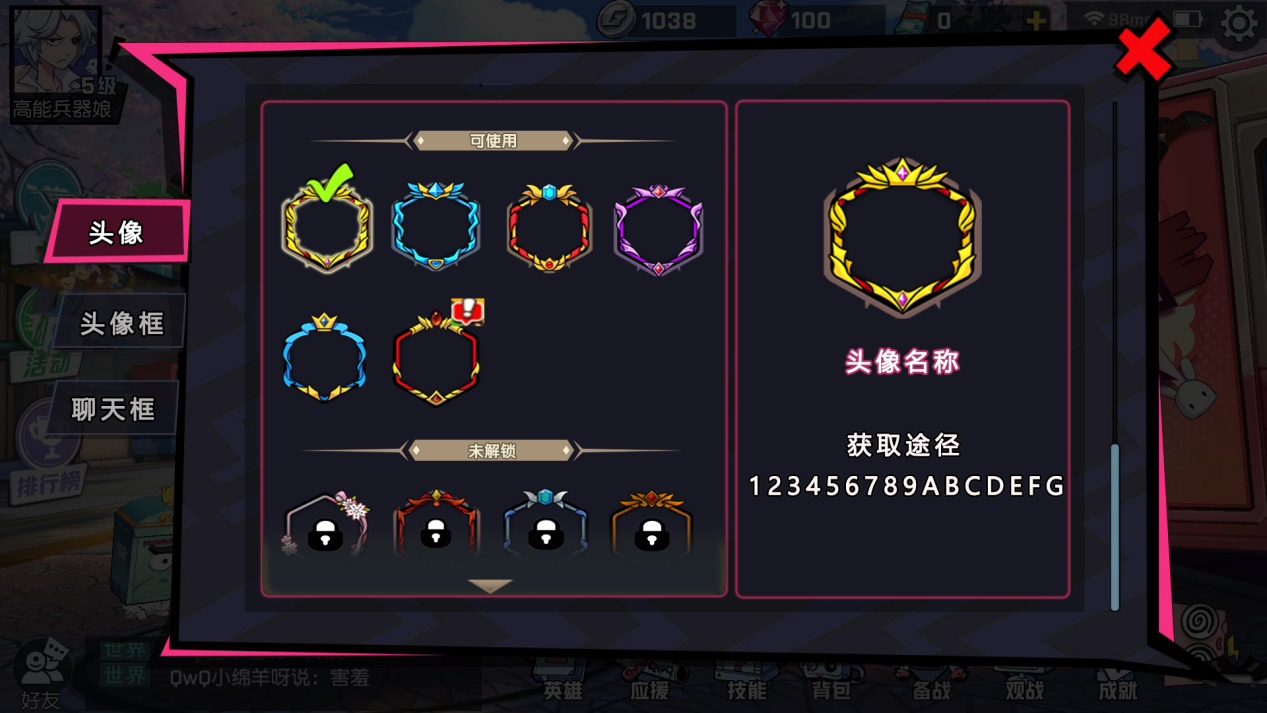 1038
100
0
98ms
5级
高能兵器娘
可使用
头像
头像框
活动
聊天框
头像名称
获取途径
123456789ABCDEFG
未解锁
排行榜
世界
世界
QwQ小绵羊呀说：害羞
好友
英雄
应援
技能
背包
备战
观战
成就